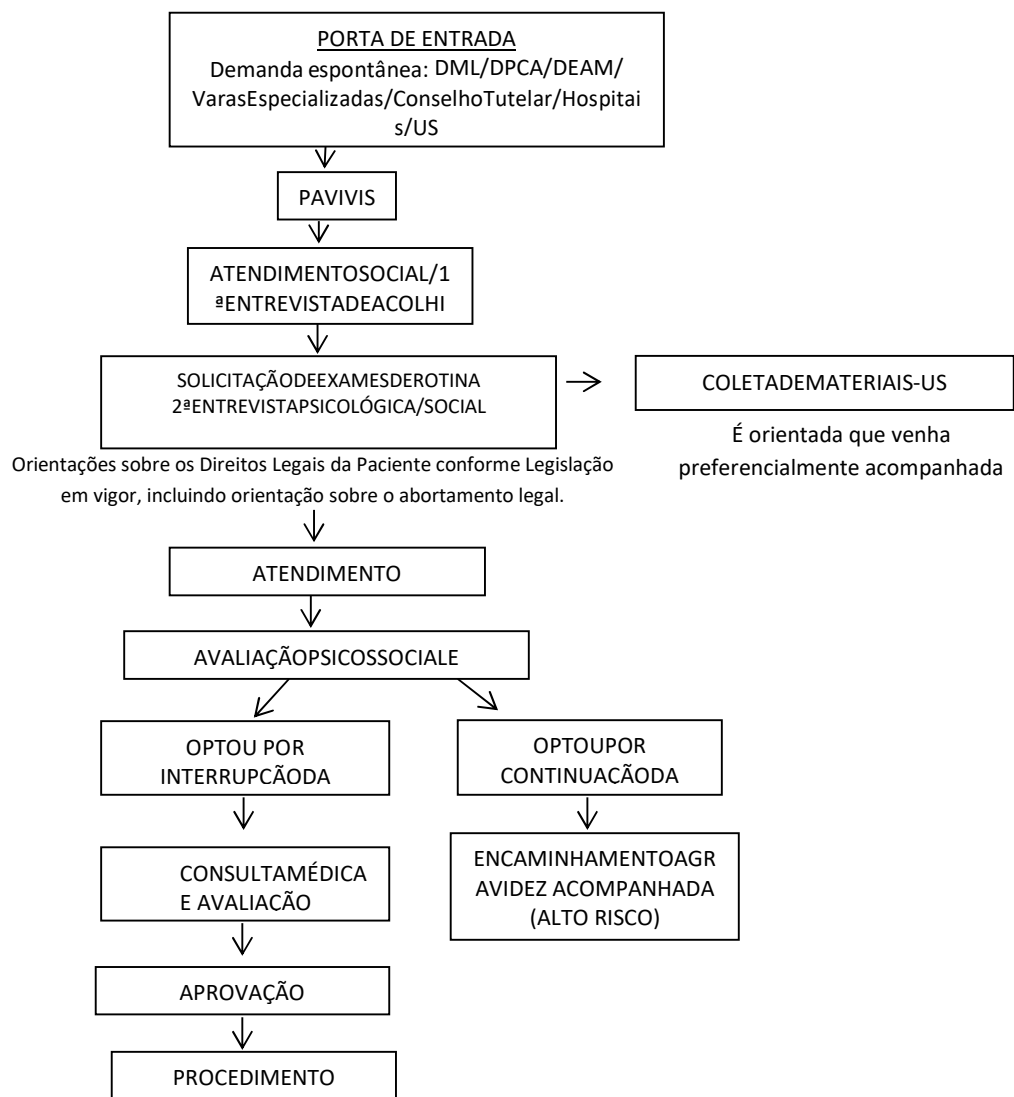 PORTA DE ENTRADA
Demanda espontânea: DML/DPCA/DEAM/
VarasEspecializadas/ConselhoTutelar/Hospitai
s/US
PAVIVIS
ATENDIMENTOSOCIAL/1
ªENTREVISTADEACOLHI
SOLICITAÇÃODEEXAMESDEROTINA
2ªENTREVISTAPSICOLÓGICA/SOCIAL
COLETADEMATERIAIS-US
É orientada que venha
preferencialmente acompanhada
Orientações sobre os Direitos Legais da Paciente conforme Legislação
em vigor, incluindo orientação sobre o abortamento legal.
ATENDIMENTO
AVALIAÇÃOPSICOSSOCIALE
OPTOU POR
INTERRUPCÃODA
OPTOUPOR
CONTINUACÃODA
CONSULTAMÉDICA
E AVALIAÇÃO
ENCAMINHAMENTOAGR
AVIDEZ ACOMPANHADA
(ALTO RISCO)
APROVAÇÃO
PROCEDIMENTO